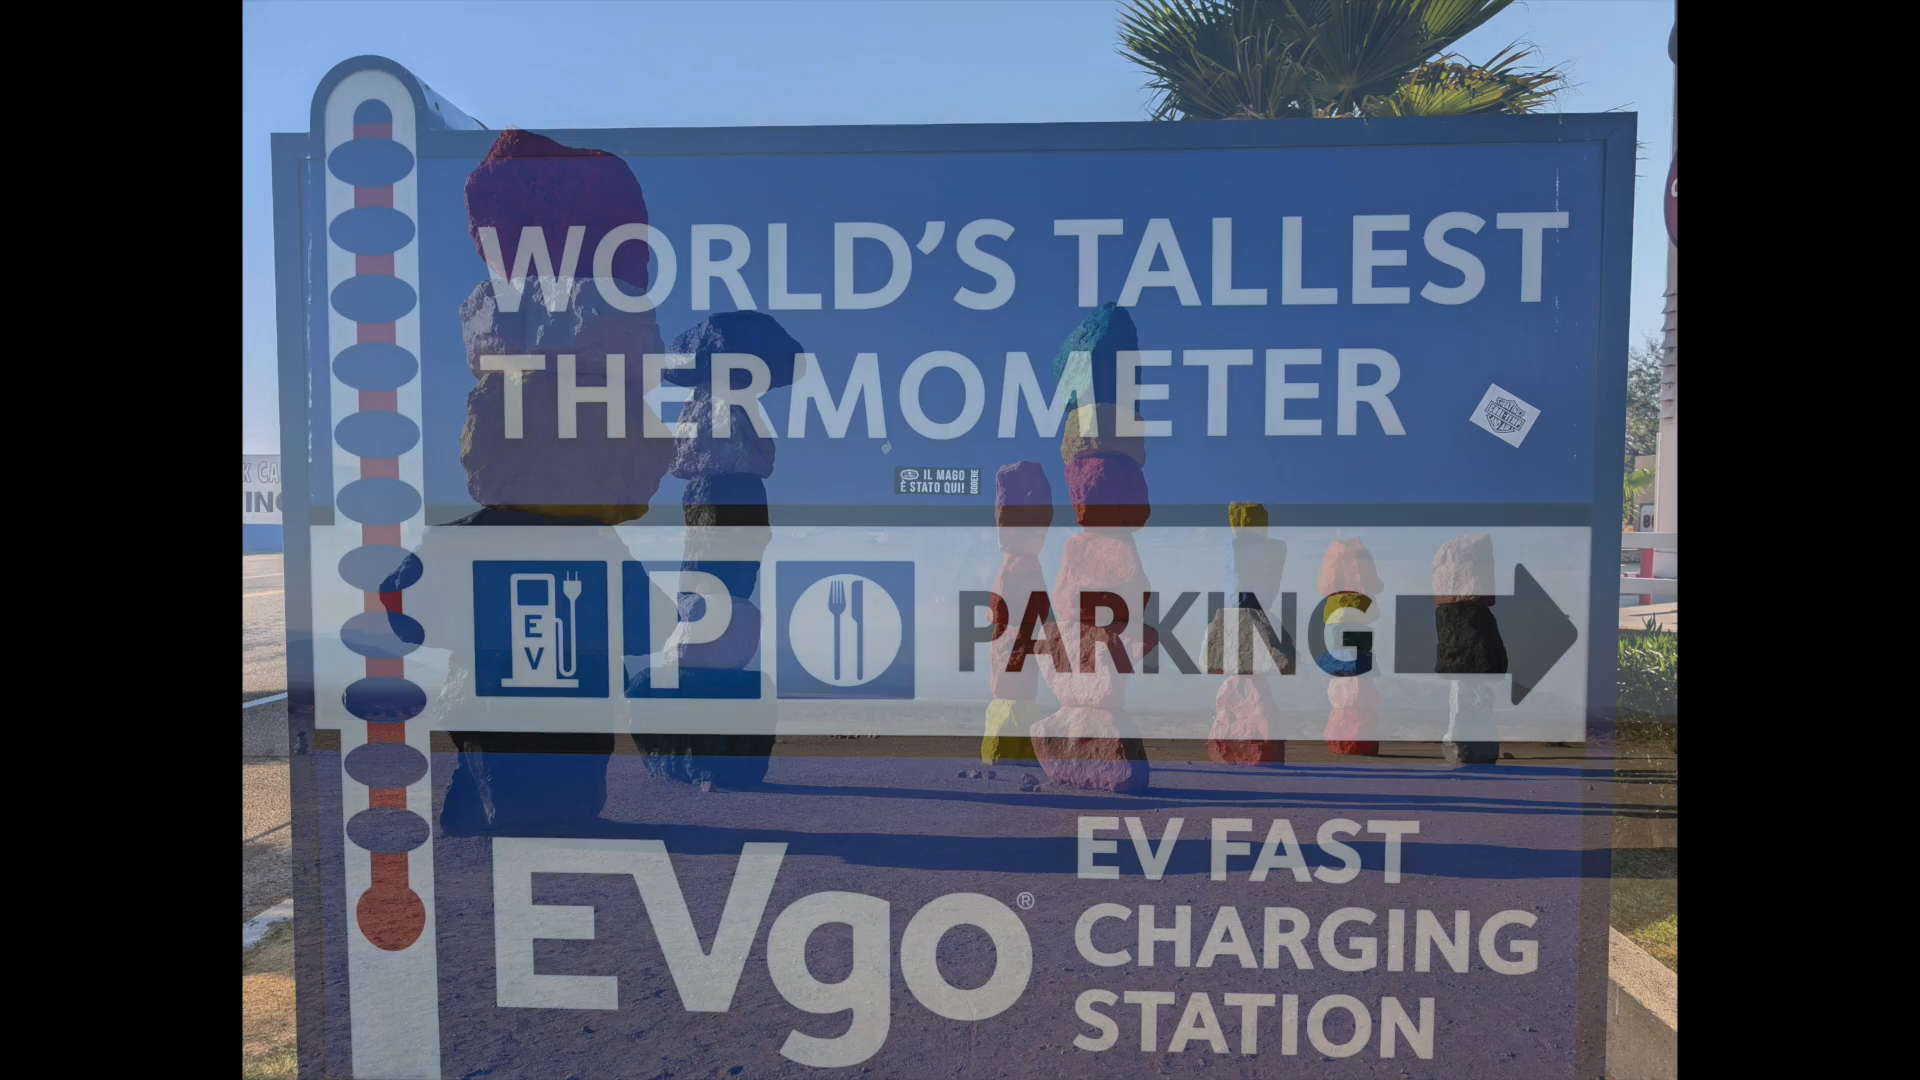 WORLD'S TALLEST
THERMOMETER
IL MAGO
È STATO QUI!
GODERE
EV
P
PARKING
EVgo®
EV FAST
CHARGING
STATION